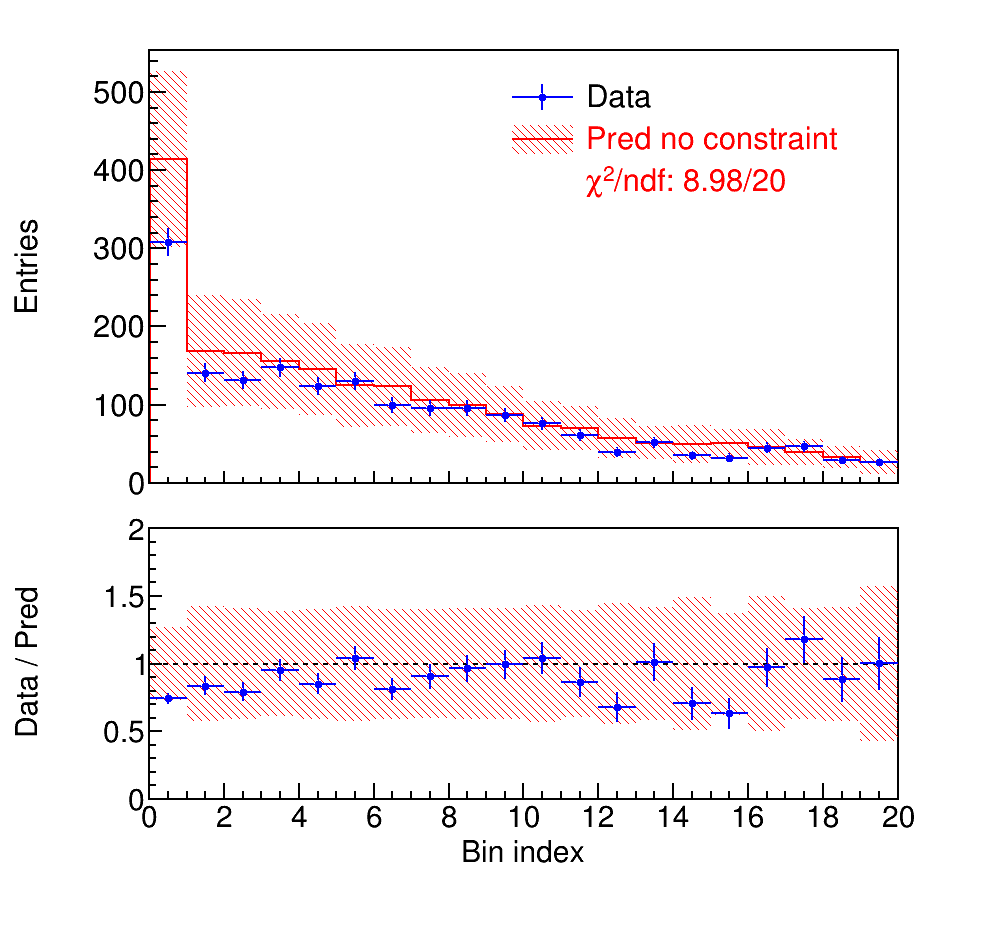 500
400
300
200
100
0
Entries
Data
Pred no constraint
χ²/ndf: 8.98/20
2
1.5
1
0.5
0
Data / Pred
0 2 4 6 8 10 12 14 16 18 20
Bin index